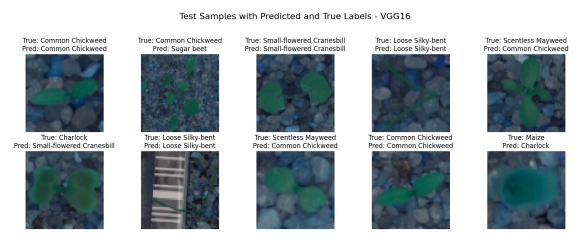 Test Samples with Predicted and True Labels - VGG16
True: Common Chickweed
Pred: Common Chickweed
True: Common Chickweed
Pred: Sugar beet
True: Small-flowered Cranesbill
Pred: Small-flowered Cranesbill
True: Loose Silky-bent
Pred: Loose Silky-bent
True: Scentless Mayweed
Pred: Common Chickweed
True: Charlock
Pred: Small-flowered Cranesbill
True: Loose Silky-bent
Pred: Loose Silky-bent
True: Scentless Mayweed
Pred: Common Chickweed
True: Common Chickweed
Pred: Common Chickweed
True: Maize
Pred: Charlock